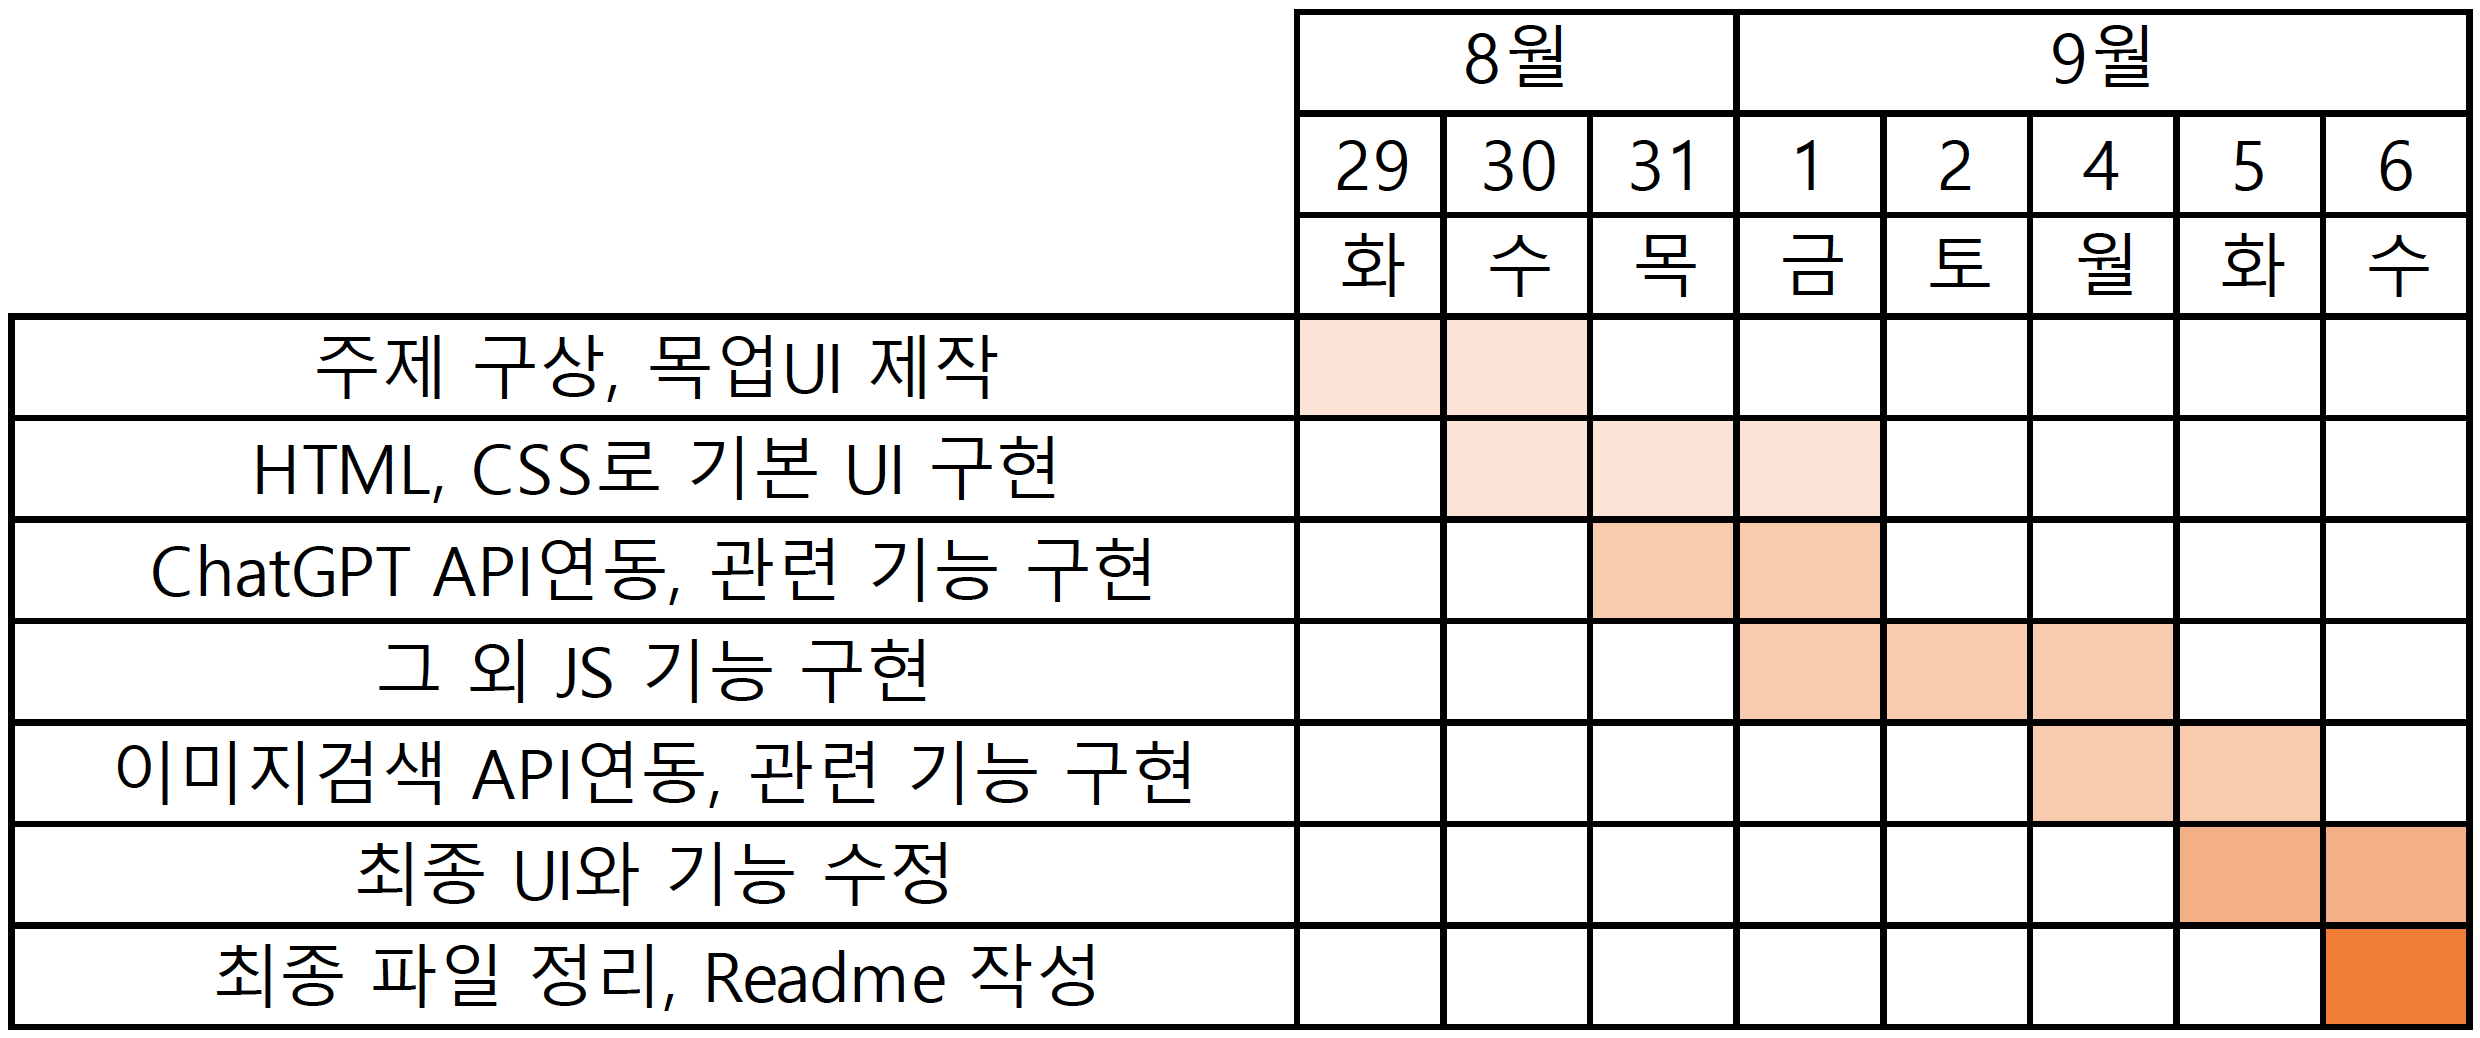 8월 9월
29 30 31 1 2 4 5 6
화 수 목 금 토 월 화 수
주제 구상, 목업UI 제작
HTML, CSS로 기본 UI 구현
ChatGPT API연동, 관련 기능 구현
그 외 JS 기능 구현
이미지검색 API연동, 관련 기능 구현
최종 UI와 기능 수정
최종 파일 정리, Readme 작성